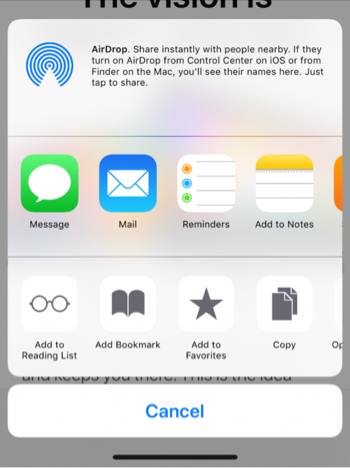 The vision is
AirDrop. Share instantly with people nearby. If they
turn on AirDrop from Control Center on iOS or from
Finder on the Mac, you'll see their names here. Just
tap to share.
Message
Mail
Reminders
Add to Notes
Add to
Reading List
Add Bookmark
Add to
Favorites
Copy
Op
and keeps you there. This is the idea
Cancel